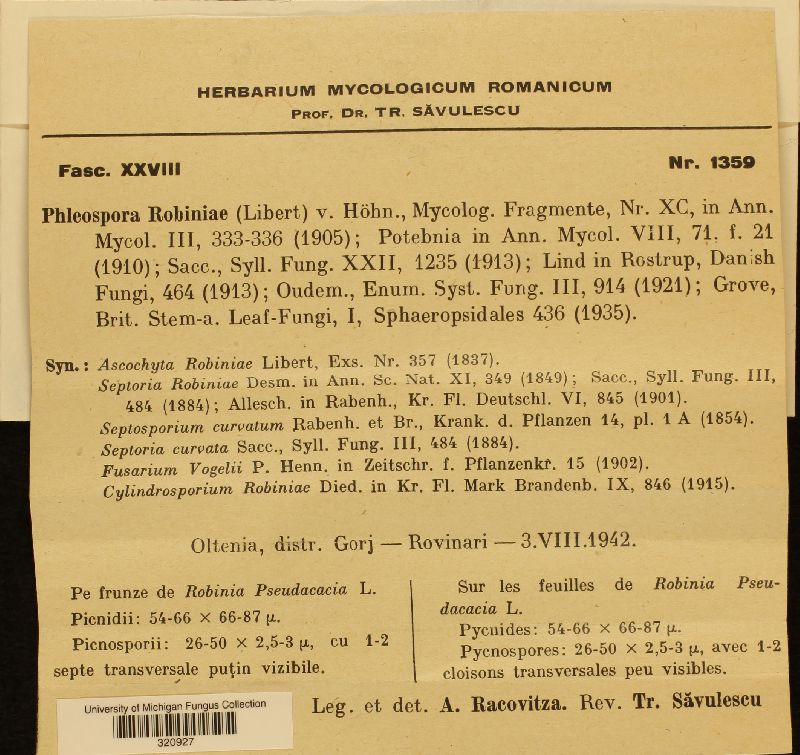 HERBARIUM MYCOLOGICUM ROMANICUM
PROF. DR. TR. SĂVULESCU
Fasc. XXVIII
Nr. 1359
Phleospora Robiniae (Libert) v. Höhn., Mycolog. Fragmente, Nr. XC, in Ann.
Mycol. III, 333-336 (1905); Potebnia in Ann. Mycol. VIII, 71. f. 21
(1910); Sacc., Syll. Fung. XXII, 1235 (1913); Lind in Rostrup, Danish
Fungi, 464 (1913); Oudem., Enum. Syst. Fung. III, 914 (1921); Grove,
Brit. Stem-a. Leaf-Fungi, I, Sphaeropsidales 436 (1935).
Syn.: Ascochyta Robiniae Libert, Exs. Nr. 357 (1837).
Septoria Robiniae Desm. in Ann. Sc. Nat. XI, 349 (1849); Sacc., Syll. Fung. III,
484 (1884); Allesch. in Rabenh., Kr. Fl. Deutschl. VI, 845 (1901).
Septosporium curvatum Rabenh. et Br., Krank. d. Pflanzen 14, pl. 1 A (1854).
Septoria curvata Sacc., Syll. Fung. III, 484 (1884).
Fusarium Vogelii P. Henn. in Zeitschr. f. Pflanzenkr. 15 (1902).
Cylindrosporium Robiniae Died. in Kr. Fl. Mark Brandenb. IX, 846 (1915).
Oltenia, distr. Gorj — Rovinari — 3.VIII.1942.
Pe frunze de Robinia Pseudacacia L.
Picnidii: 54-66 × 66-87 μ.
Picnosporii: 26-50 × 2,5-3 μ, cu 1-2
septe transversale puțin vizibile.
Sur les feuilles de Robinia Pseu-
dacacia L.
Pycnides: 54-66 × 66-87 μ.
Pycnospores: 26-50 × 2,5-3 μ, avec 1-2
cloisons transversales peu visibles.
Leg. et det. A. Racovitza. Rev. Tr. Săvulescu
University of Michigan Fungus Collection
320927